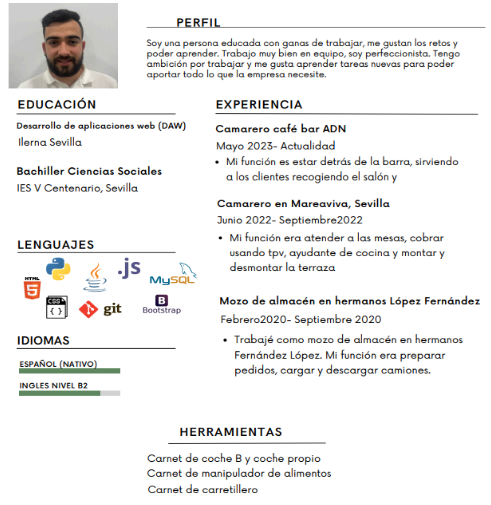 PERFIL
Soy una persona educada con ganas de trabajar, me gustan los retos y
poder aprender. Trabajo muy bien en equipo, soy perfeccionista. Tengo
ambición por trabajar y me gusta aprender tareas nuevas para poder
aportar todo lo que la empresa necesite.
EDUCACIÓN
Desarrollo de aplicaciones web (DAW)
Ilerna Sevilla
Bachiller Ciencias Sociales
IES V Centenario, Sevilla
LENGUAJES
HTML
5
.js
MySQL
CSS
{ }
git
B
Bootstrap
IDIOMAS
ESPAÑOL (NATIVO)
INGLES NIVEL B2
EXPERIENCIA
Camarero café bar ADN
Mayo 2023- Actualidad
• Mi función es estar detrás de la barra, sirviendo
a los clientes recogiendo el salón y
Camarero en Mareaviva, Sevilla
Junio 2022- Septiembre2022
• Mi función era atender a las mesas, cobrar
usando tpv, ayudante de cocina y montar y
desmontar la terraza
Mozo de almacén en hermanos López Fernández
Febrero2020- Septiembre 2020
• Trabajé como mozo de almacén en hermanos
Fernández López. Mi función era preparar
pedidos, cargar y descargar camiones.
HERRAMIENTAS
Carnet de coche B y coche propio
Carnet de manipulador de alimentos
Carnet de carretillero